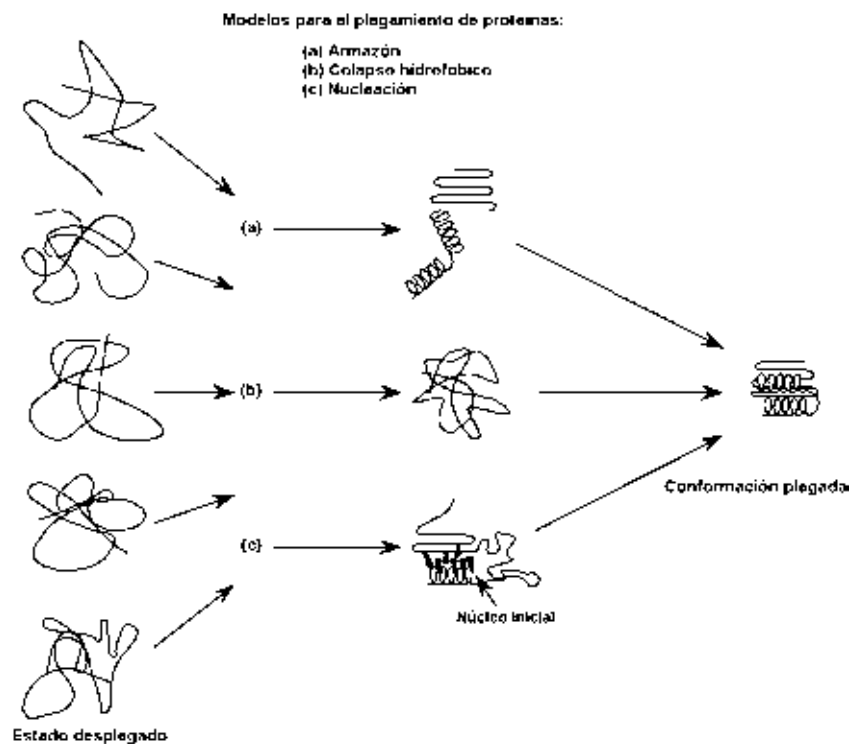 Modelos para el plegamiento de proteínas:
(a) Armazón
(b) Colapso hidrofóbico
(c) Nucleación
(a)
(b)
Conformación plegada
(c)
Núcleo inicial
Estado desplegado